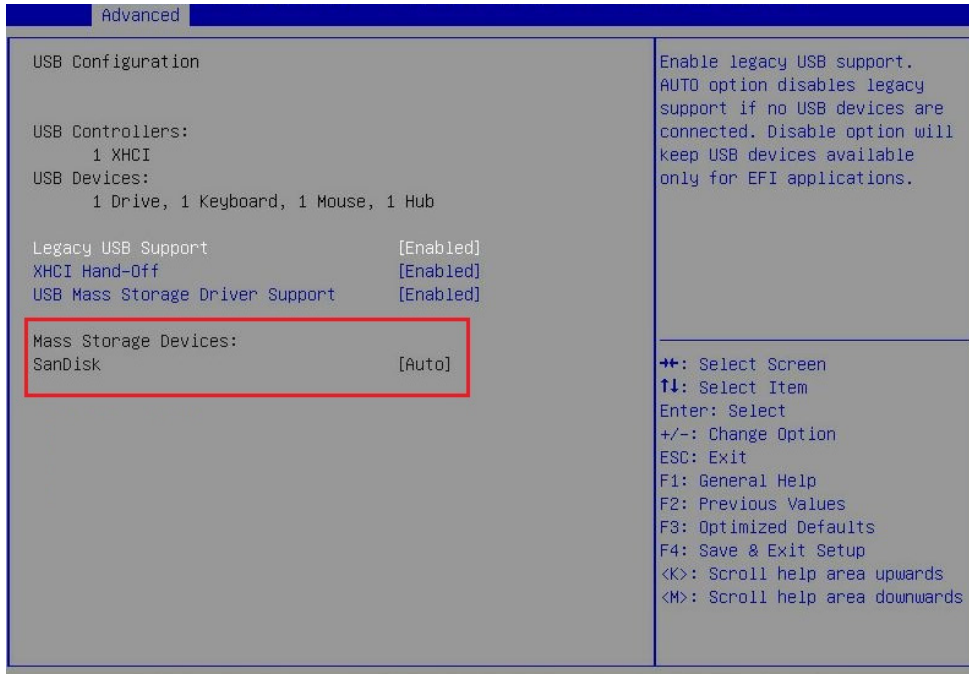 Advanced
USB Configuration
USB Controllers:
1 XHCI
USB Devices:
1 Drive, 1 Keyboard, 1 Mouse, 1 Hub
Legacy USB Support [Enabled]
XHCI Hand-Off [Enabled]
USB Mass Storage Driver Support [Enabled]
Mass Storage Devices:
SanDisk [Auto]
Enable legacy USB support.
AUTO option disables legacy
support if no USB devices are
connected. Disable option will
keep USB devices available
only for EFI applications.
→←: Select Screen
↑↓: Select Item
Enter: Select
+/-: Change Option
ESC: Exit
F1: General Help
F2: Previous Values
F3: Optimized Defaults
F4: Save & Exit Setup
<K>: Scroll help area upwards
<M>: Scroll help area downwards